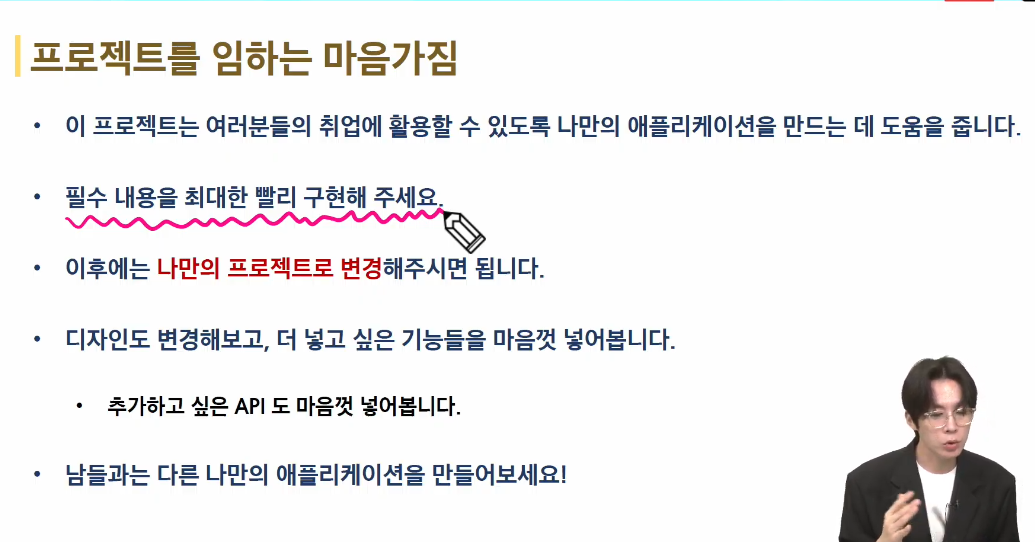 프로젝트를 임하는 마음가짐
• 이 프로젝트는 여러분들의 취업에 활용할 수 있도록 나만의 애플리케이션을 만드는 데 도움을 줍니다.
• 필수 내용을 최대한 빨리 구현해 주세요.
• 이후에는 나만의 프로젝트로 변경해주시면 됩니다.
• 디자인도 변경해보고, 더 넣고 싶은 기능들을 마음껏 넣어봅니다.
• 추가하고 싶은 API 도 마음껏 넣어봅니다.
• 남들과는 다른 나만의 애플리케이션을 만들어보세요!